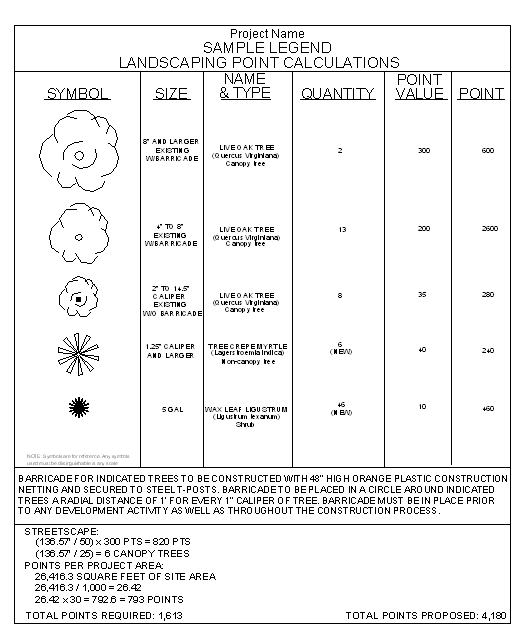 Project Name
SAMPLE LEGEND
LANDSCAPING POINT CALCULATIONS
SYMBOL
SIZE
NAME
& TYPE
QUANTITY
POINT
VALUE
POINT
8" AND LARGER
EXISTING
W/BARRICADE
LIVE OAK TREE
(Quercus Virginiana)
Canopy tree
2
300
600
4" TO 8"
EXISTING
W/BARRICADE
LIVE OAK TREE
(Quercus Virginiana)
Canopy tree
13
200
2600
2" TO 14.5"
CALIPER
EXISTING
W/O BARRICADE
LIVE OAK TREE
(Quercus Virginiana)
Canopy tree
8
35
280
1.25" CALIPER
AND LARGER
TREE CREPE MYRTLE
(Lagerstroemia Indica)
Non-canopy tree
6
(NEW)
40
240
5 GAL
WAX LEAF LIGUSTRUM
(Ligustrum Texanum)
Shrub
46
(NEW)
10
460
NOTE: Symbols are for reference. Any symbols
used must be distinguishable at any scale
BARRICADE FOR INDICATED TREES TO BE CONSTRUCTED WITH 48" HIGH ORANGE PLASTIC CONSTRUCTION
NETTING AND SECURED TO STEEL T-POSTS. BARRICADE TO BE PLACED IN A CIRCLE AROUND INDICATED
TREES A RADIAL DISTANCE OF 1' FOR EVERY 1" CALIPER OF TREE. BARRICADE MUST BE IN PLACE PRIOR
TO ANY DEVELOPMENT ACTIVITY AS WELL AS THROUGHOUT THE CONSTRUCTION PROCESS.
STREETSCAPE:
(136.57' / 50) x 300 PTS = 820 PTS
(136.57' / 25) = 6 CANOPY TREES
POINTS PER PROJECT AREA:
26,416.3 SQUARE FEET OF SITE AREA
26,416.3 / 1,000 = 26.42
26.42 x 30 = 792.6 = 793 POINTS
TOTAL POINTS REQUIRED: 1,613
TOTAL POINTS PROPOSED: 4,180